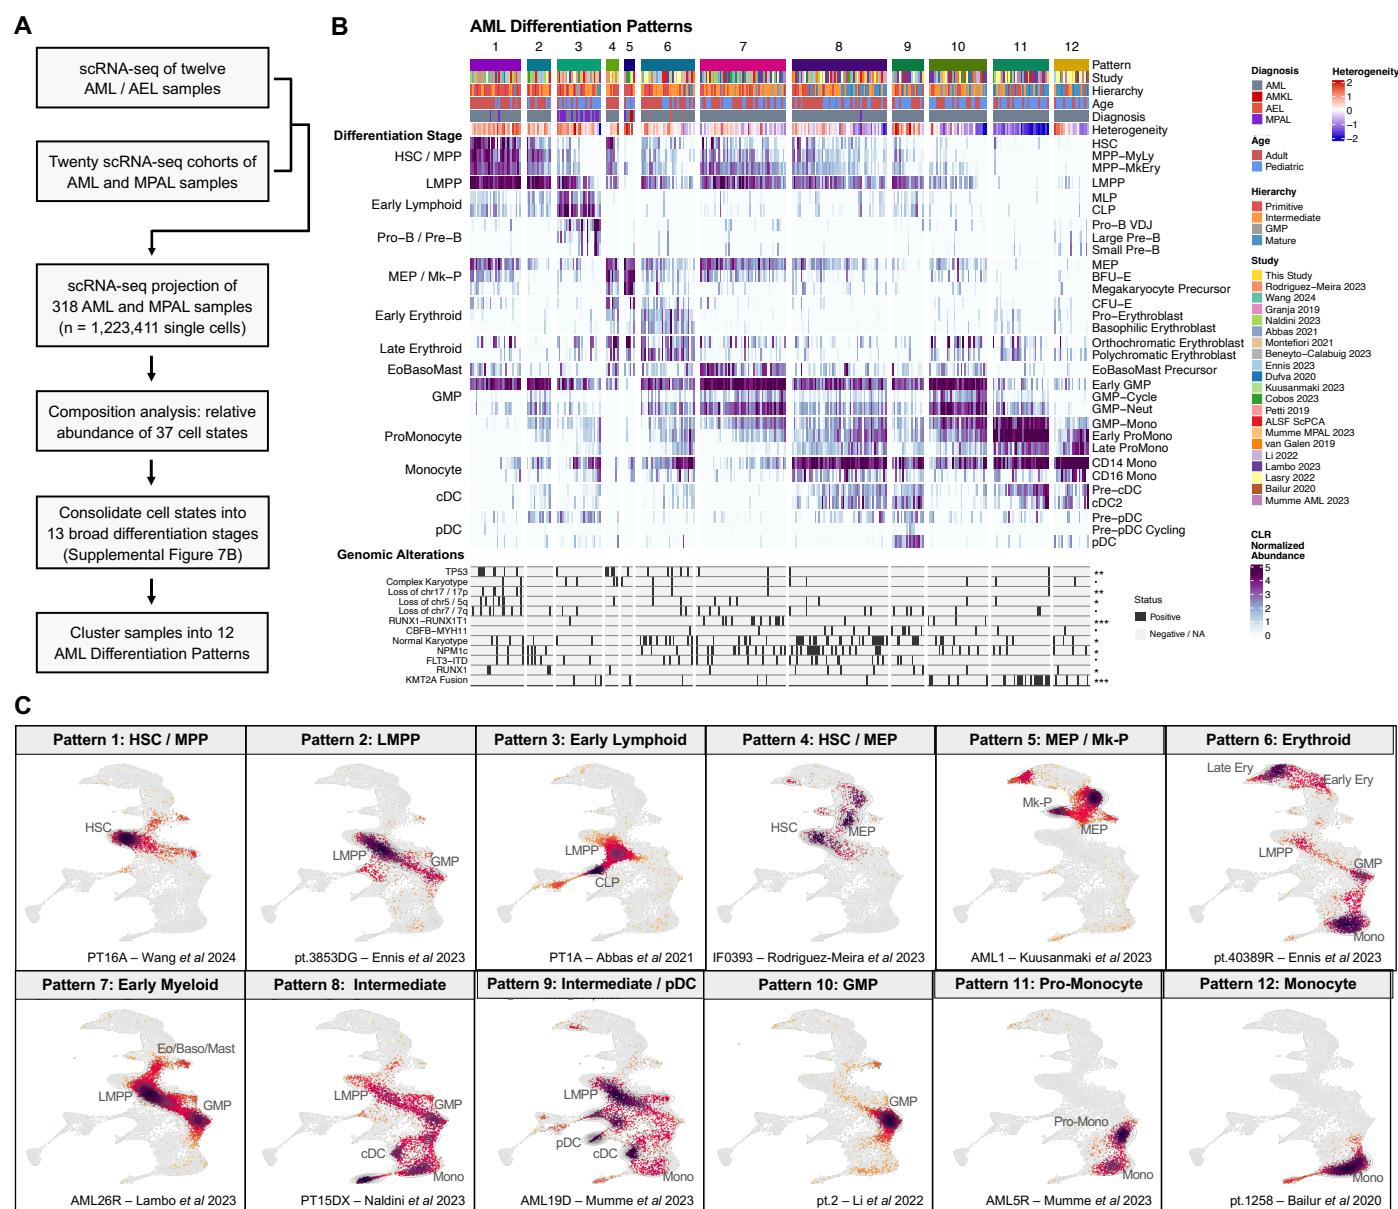 A
scRNA-seq of twelve
AML / AEL samples
Twenty scRNA-seq cohorts of
AML and MPAL samples
scRNA-seq projection of
318 AML and MPAL samples
(n = 1,223,411 single cells)
Composition analysis: relative
abundance of 37 cell states
Consolidate cell states into
13 broad differentiation stages
(Supplemental Figure 7B)
Cluster samples into 12
AML Differentiation Patterns
B
AML Differentiation Patterns
1 2 3 4 5 6 7 8 9 10 11 12
Pattern
Study
Hierarchy
Age
Diagnosis
Heterogeneity
Differentiation Stage
HSC / MPP
LMPP
Early Lymphoid
Pro-B / Pre-B
MEP / Mk-P
Early Erythroid
Late Erythroid
EoBasoMast
GMP
ProMonocyte
Monocyte
cDC
pDC
HSC
MPP-MyLy
MPP-MkEry
LMPP
MLP
CLP
Pro-B VDJ
Large Pre-B
Small Pre-B
MEP
BFU-E
Megakaryocyte Precursor
CFU-E
Pro-Erythroblast
Basophilic Erythroblast
Orthochromatic Erythroblast
Polychromatic Erythroblast
EoBasoMast Precursor
Early GMP
GMP-Cycle
GMP-Neut
GMP-Mono
Early ProMono
Late ProMono
CD14 Mono
CD16 Mono
Pre-cDC
cDC2
Pre-pDC
Pre-pDC Cycling
pDC
Genomic Alterations
TP53 **
Complex Karyotype .
Loss of chr17 / 17p **
Loss of chr5 / 5q *
Loss of chr7 / 7q .
RUNX1-RUNX1T1 ***
CBFB-MYH11 .
Normal Karyotype *
NPM1c *
FLT3-ITD .
RUNX1 *
KMT2A Fusion ***
Diagnosis
AML
AMKL
AEL
MPAL
Heterogeneity
2
1
0
-1
-2
Age
Adult
Pediatric
Hierarchy
Primitive
Intermediate
GMP
Mature
Study
This Study
Rodriguez-Meira 2023
Wang 2024
Granja 2019
Naldini 2023
Abbas 2021
Montefiori 2021
Beneyto-Calabuig 2023
Ennis 2023
Dufva 2020
Kuusanmaki 2023
Cobos 2023
Petti 2019
ALSF ScPCA
Mumme MPAL 2023
van Galen 2019
Li 2022
Lambo 2023
Lasry 2022
Bailur 2020
Mumme AML 2023
CLR
Normalized
Abundance
5
4
3
2
1
0
Status
Positive
Negative / NA
C
Pattern 1: HSC / MPP
HSC
PT16A – Wang et al 2024
Pattern 2: LMPP
LMPP
GMP
pt.3853DG – Ennis et al 2023
Pattern 3: Early Lymphoid
LMPP
CLP
PT1A – Abbas et al 2021
Pattern 4: HSC / MEP
HSC
MEP
IF0393 – Rodriguez-Meira et al 2023
Pattern 5: MEP / Mk-P
Mk-P
MEP
AML1 – Kuusanmaki et al 2023
Pattern 6: Erythroid
Late Ery
Early Ery
LMPP
GMP
Mono
pt.40389R – Ennis et al 2023
Pattern 7: Early Myeloid
Eo/Baso/Mast
LMPP
GMP
AML26R – Lambo et al 2023
Pattern 8: Intermediate
LMPP
GMP
cDC
Mono
PT15DX – Naldini et al 2023
Pattern 9: Intermediate / pDC
LMPP
pDC
cDC
Mono
AML19D – Mumme et al 2023
Pattern 10: GMP
GMP
pt.2 – Li et al 2022
Pattern 11: Pro-Monocyte
Pro-Mono
Mono
AML5R – Mumme et al 2023
Pattern 12: Monocyte
Mono
pt.1258 – Bailur et al 2020